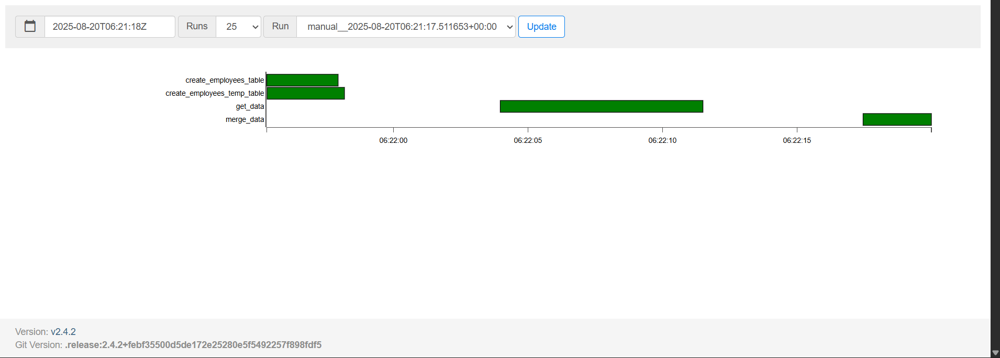 2025-08-20T06:21:18Z Runs 25 Run manual__2025-08-20T06:21:17.511653+00:00 Update
create_employees_table
create_employees_temp_table
get_data
merge_data
06:22:00 06:22:05 06:22:10 06:22:15
Version: v2.4.2
Git Version: .release:2.4.2+febf35500d5de172e25280e5f5492257f898fdf5